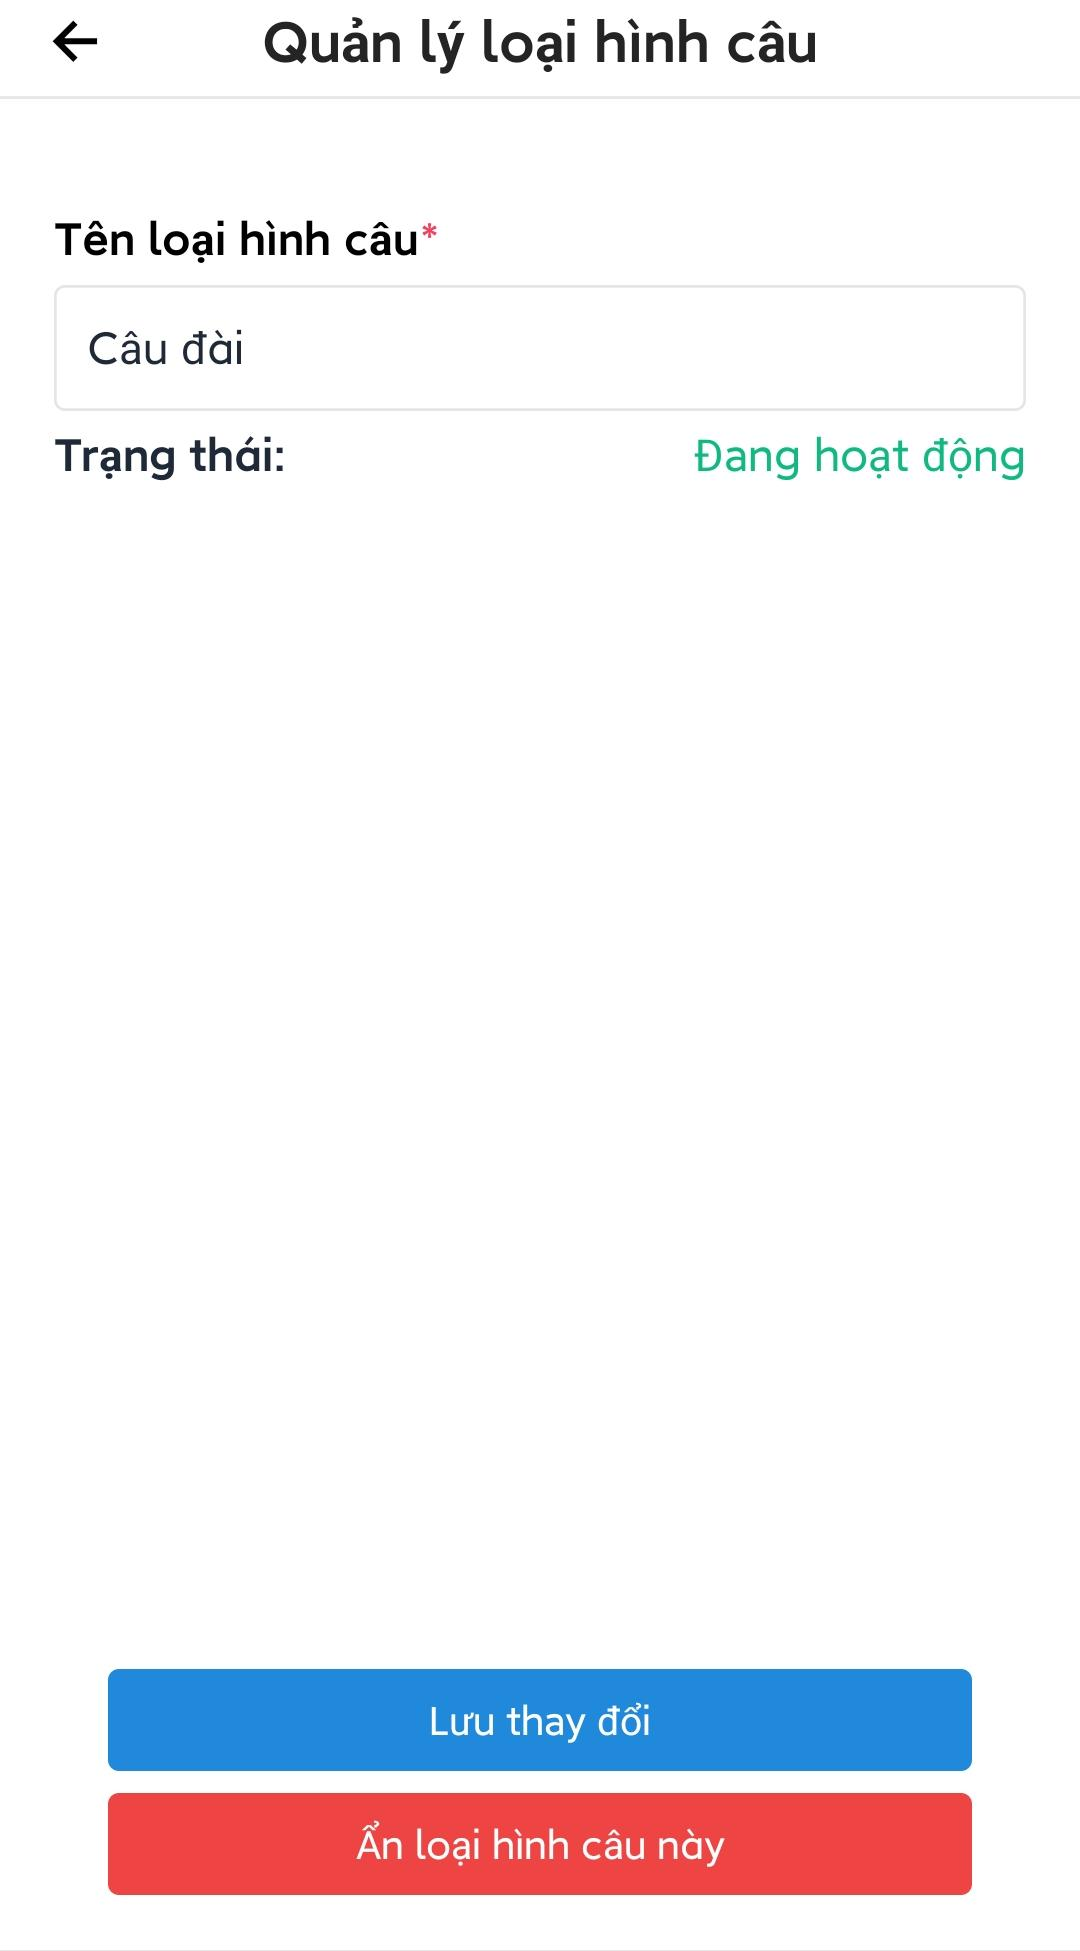 Quản lý loại hình câu
Tên loại hình câu*
Câu đài
Trạng thái: Đang hoạt động
Lưu thay đổi
Ẩn loại hình câu này